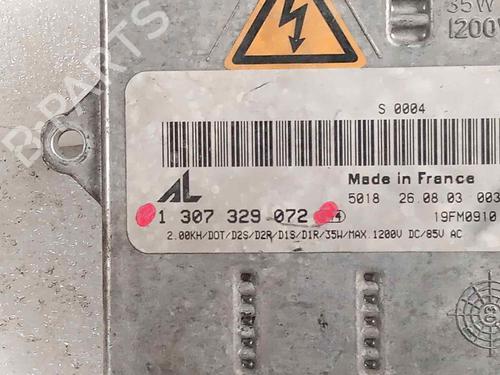 35W
1200V
S 0004
Made in France
AL
5018 26.08.03 003
1 307 329 072
19FM0910
2.00KH/DOT/D2S/D2R/D1S/D1R/35W/MAX.1200V DC/85V AC
B-PARTS
03